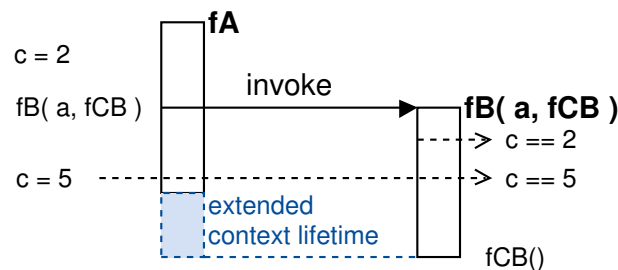 fA
c = 2
fB( a, fCB )
invoke
fB( a, fCB )
c == 2
c = 5
c == 5
extended
context lifetime
fCB()